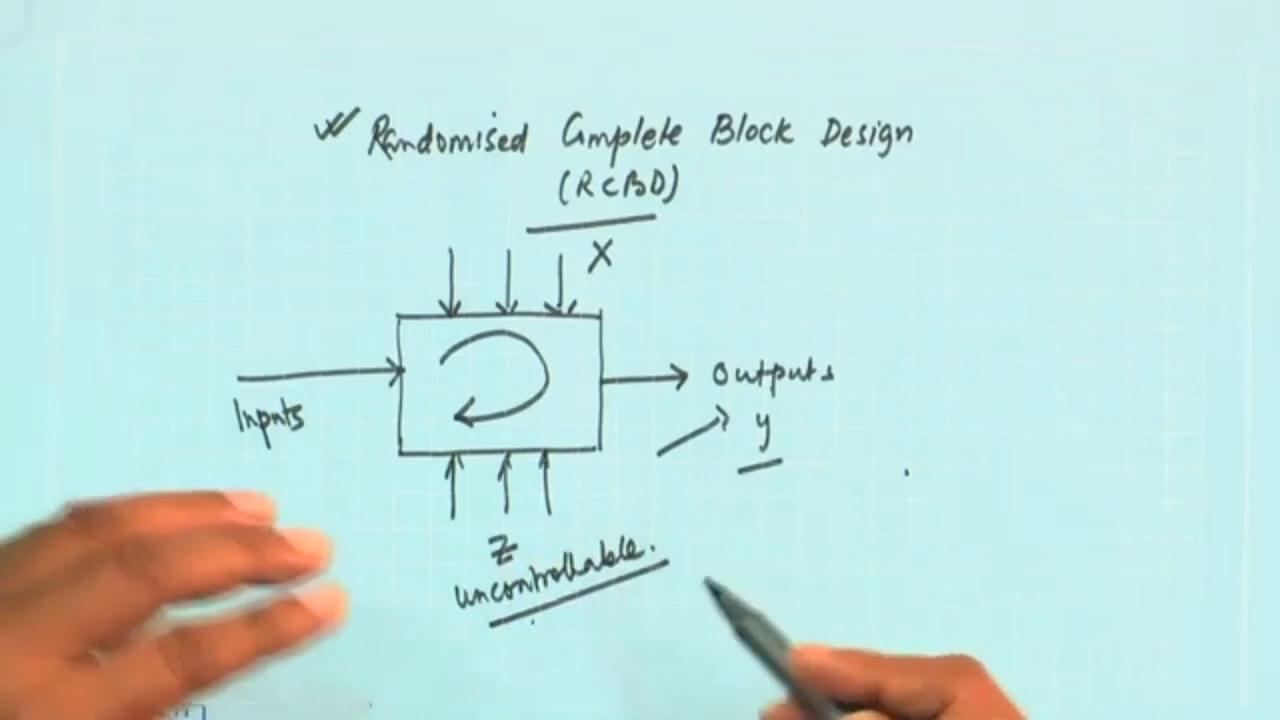 Randomised Complete Block Design
(RCBD)
X
Inputs
Outputs
y
Z
uncontrollable.